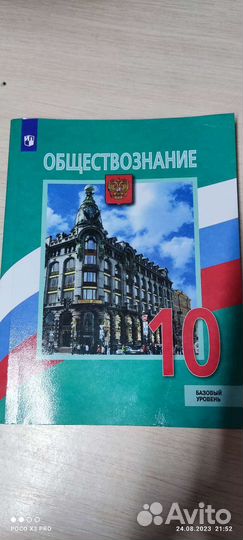 ОБЩЕСТВОЗНАНИЕ
10
БАЗОВЫЙ
УРОВЕНЬ
POCO X3 PRO
24.08.2023 21:52
Avito